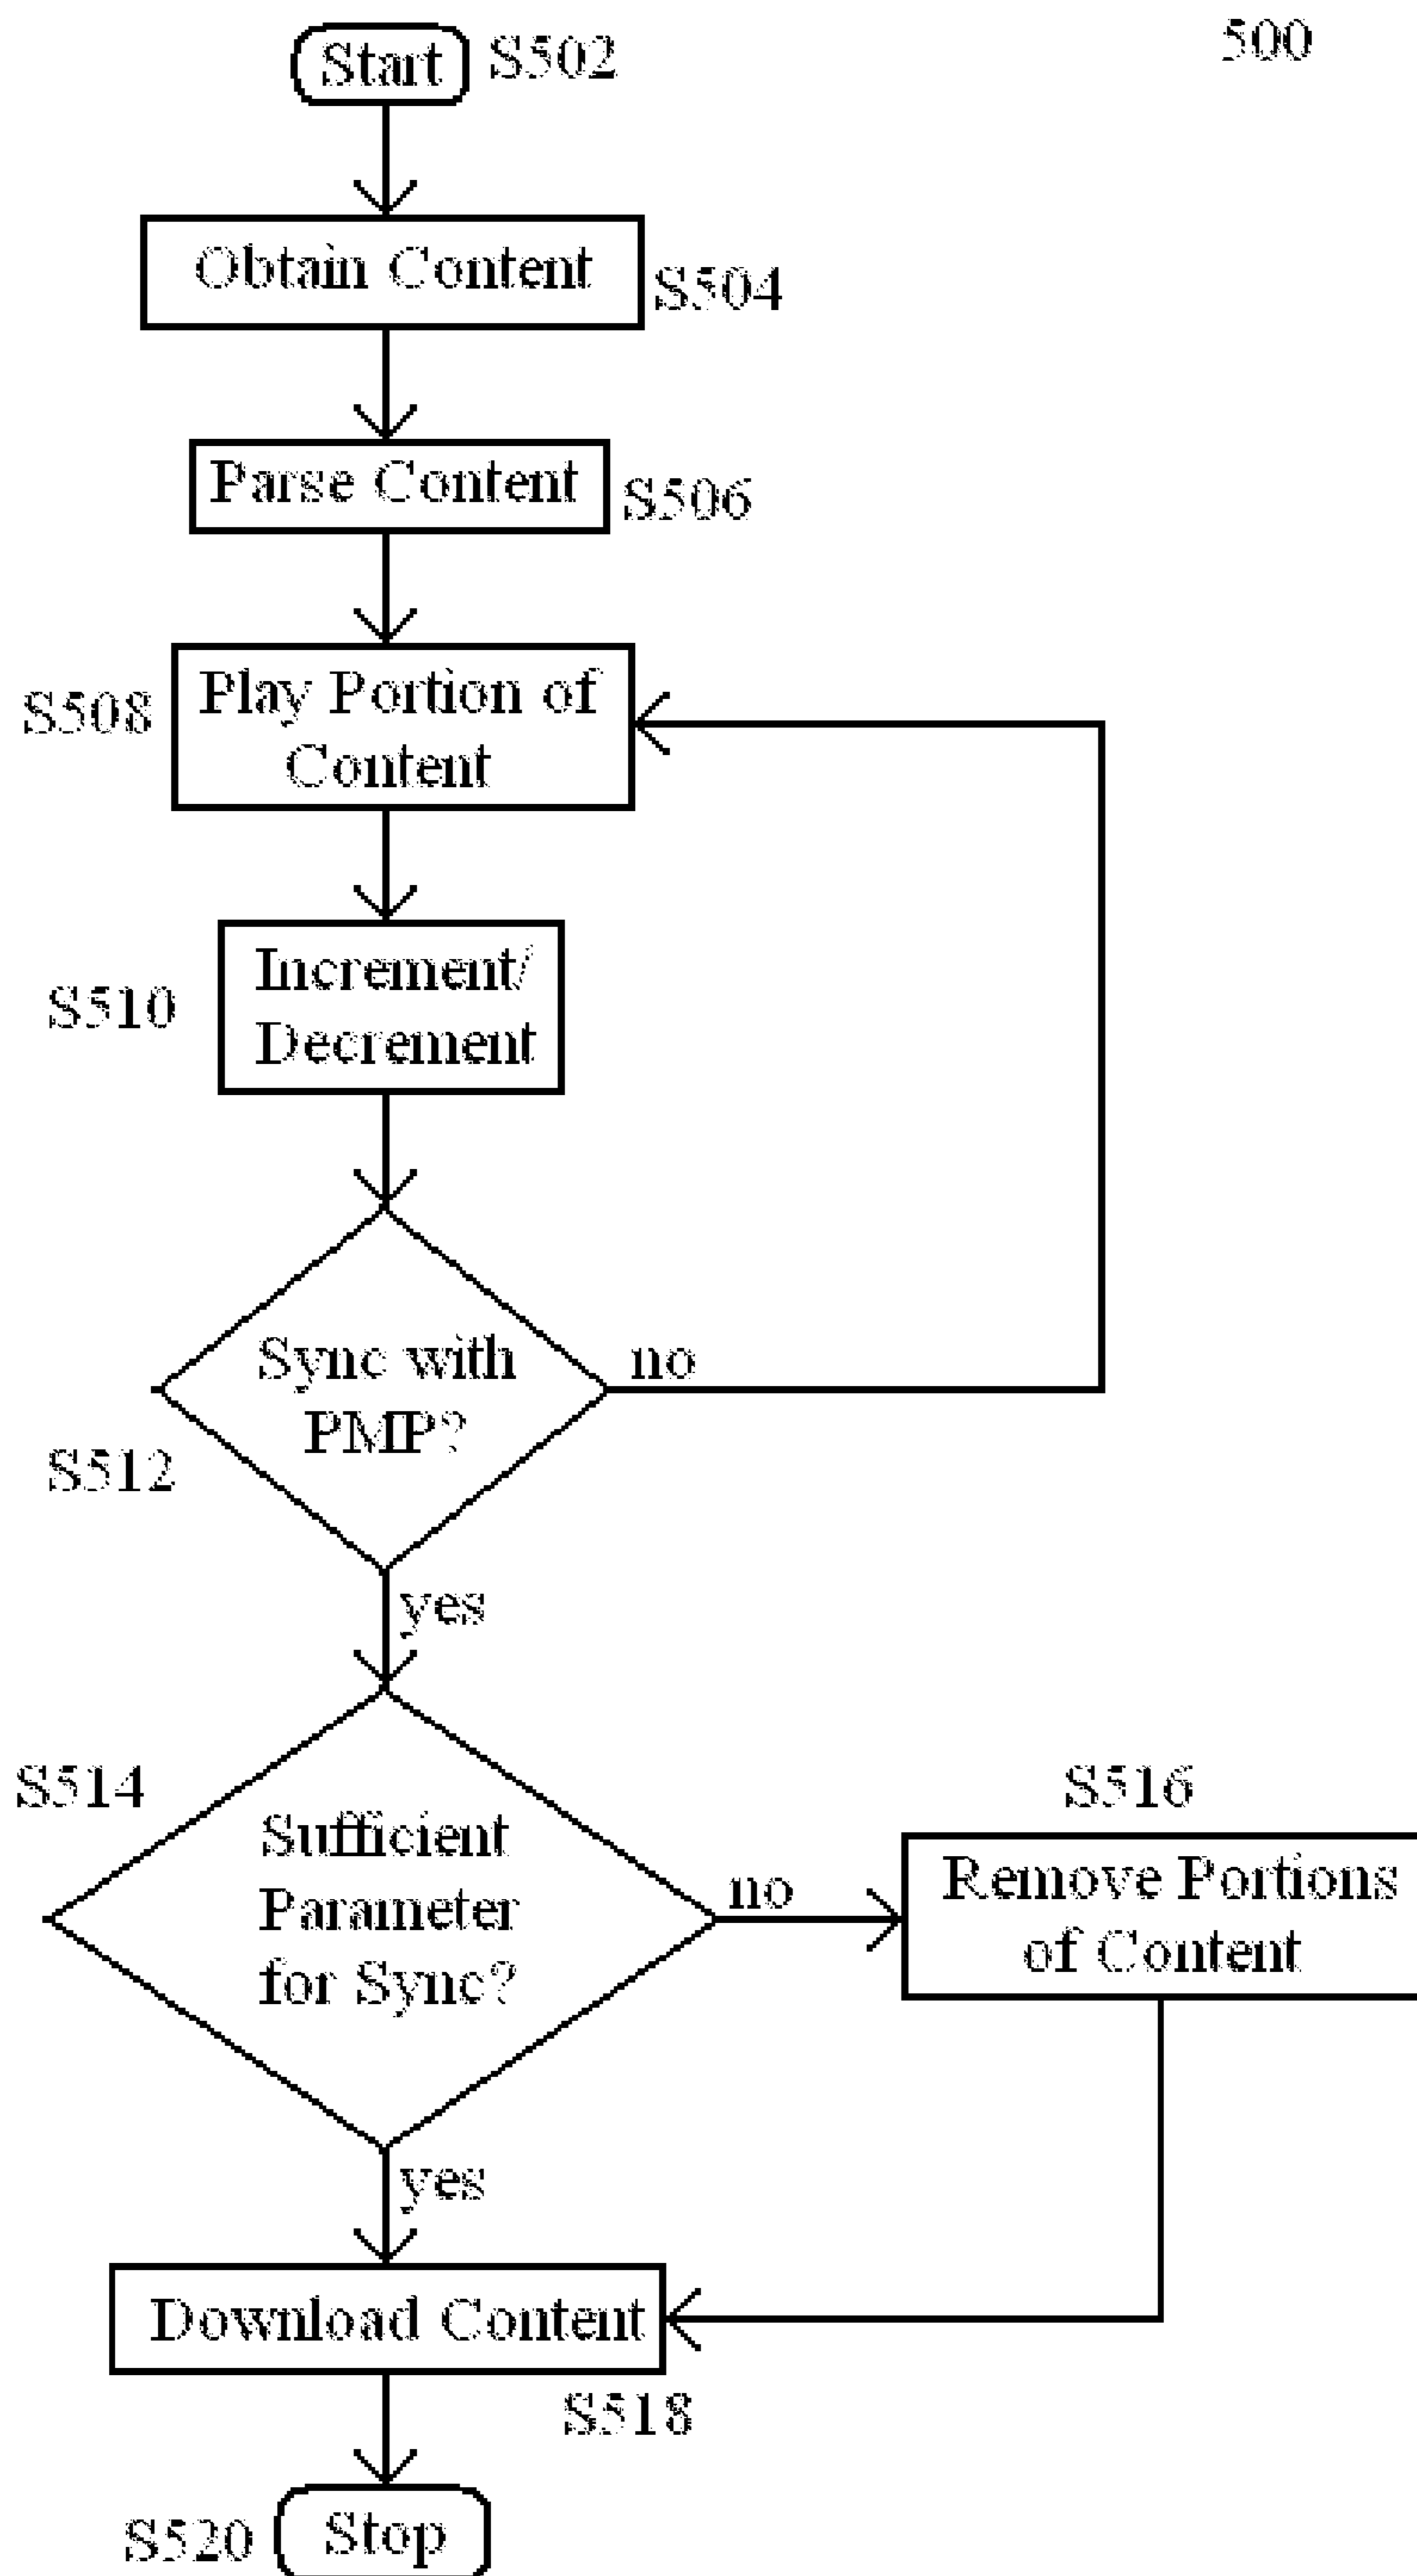 500
Start S502
Obtain Content
S504
Parse Content
S506
Play Portion of
Content
S508
Increment/
Decrement
S510
Sync with
PMP?
no
S512
yes
S514
Sufficient
Parameter
for Sync?
no
S516
Remove Portions
of Content
yes
Download Content
S518
S520 Stop